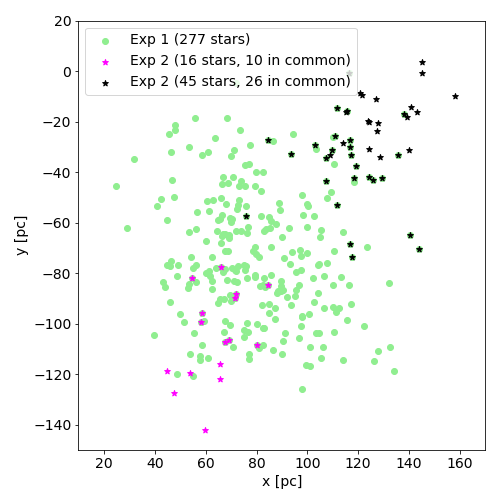 Exp 1 (277 stars)
Exp 2 (16 stars, 10 in common)
Exp 2 (45 stars, 26 in common)
20
0
−20
−40
−60
−80
−100
−120
−140
y [pc]
20 40 60 80 100 120 140 160
x [pc]